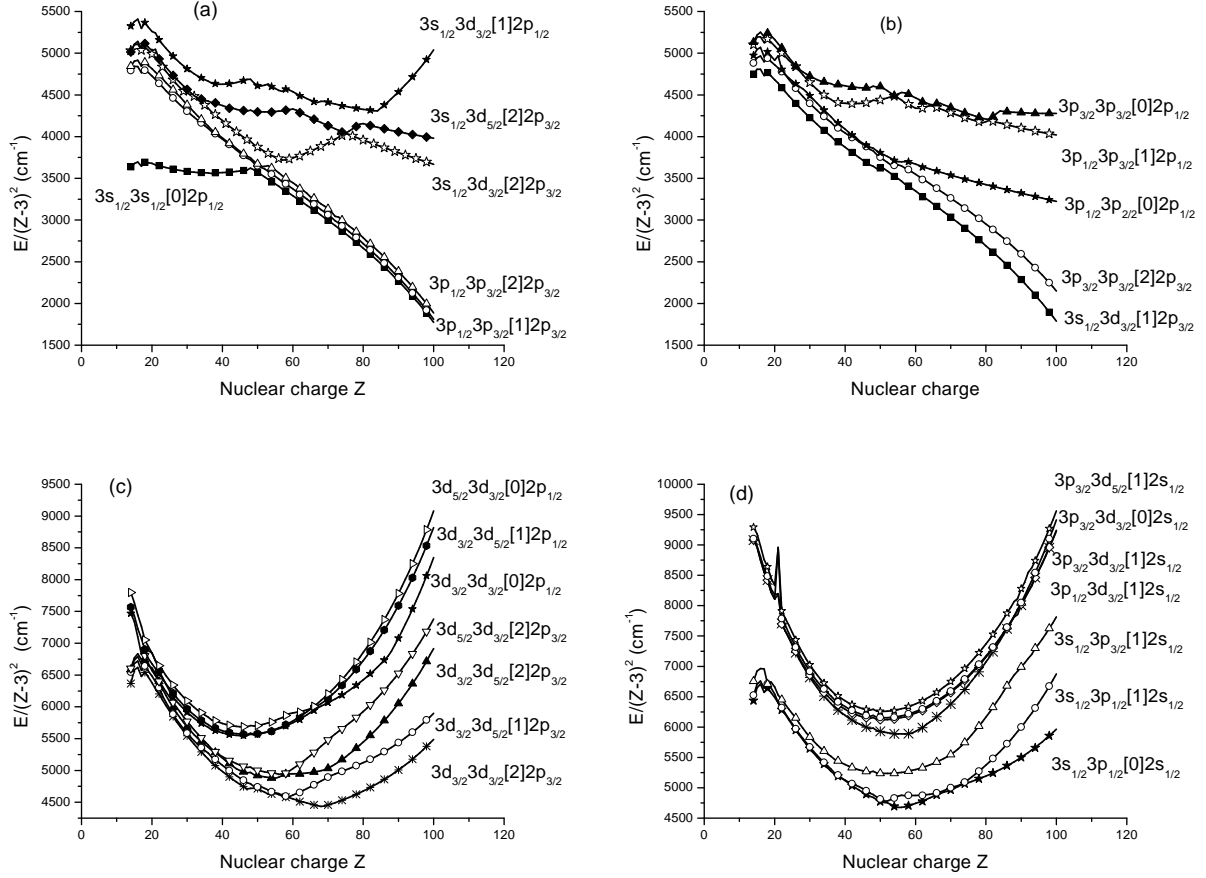 (a)
5500
5000
4500
4000
3500
3000
2500
2000
1500
0 20 40 60 80 100 120
E/(Z-3)² (cm⁻¹)
Nuclear charge Z
3s₁/₂3d₃/₂[1]2p₁/₂
3s₁/₂3d₅/₂[2]2p₃/₂
3s₁/₂3d₃/₂[2]2p₃/₂
3s₁/₂3s₁/₂[0]2p₁/₂
3p₁/₂3p₃/₂[2]2p₃/₂
3p₁/₂3p₃/₂[1]2p₃/₂
(b)
5500
5000
4500
4000
3500
3000
2500
2000
1500
0 20 40 60 80 100 120
E/(Z-3)² (cm⁻¹)
Nuclear charge
3p₃/₂3p₃/₂[0]2p₁/₂
3p₁/₂3p₃/₂[1]2p₁/₂
3p₁/₂3p₂/₂[0]2p₁/₂
3p₃/₂3p₃/₂[2]2p₃/₂
3s₁/₂3d₃/₂[1]2p₃/₂
(c)
9500
9000
8500
8000
7500
7000
6500
6000
5500
5000
4500
0 20 40 60 80 100 120
E/(Z-3)² (cm⁻¹)
Nuclear charge Z
3d₅/₂3d₃/₂[0]2p₁/₂
3d₃/₂3d₅/₂[1]2p₁/₂
3d₃/₂3d₃/₂[0]2p₁/₂
3d₅/₂3d₃/₂[2]2p₃/₂
3d₃/₂3d₅/₂[2]2p₃/₂
3d₃/₂3d₅/₂[1]2p₃/₂
3d₃/₂3d₃/₂[2]2p₃/₂
(d)
10000
9500
9000
8500
8000
7500
7000
6500
6000
5500
5000
4500
0 20 40 60 80 100 120
E/(Z-3)² (cm⁻¹)
Nuclear charge Z
3p₃/₂3d₅/₂[1]2s₁/₂
3p₃/₂3d₃/₂[0]2s₁/₂
3p₃/₂3d₃/₂[1]2s₁/₂
3p₁/₂3d₃/₂[1]2s₁/₂
3s₁/₂3p₃/₂[1]2s₁/₂
3s₁/₂3p₁/₂[1]2s₁/₂
3s₁/₂3p₁/₂[0]2s₁/₂